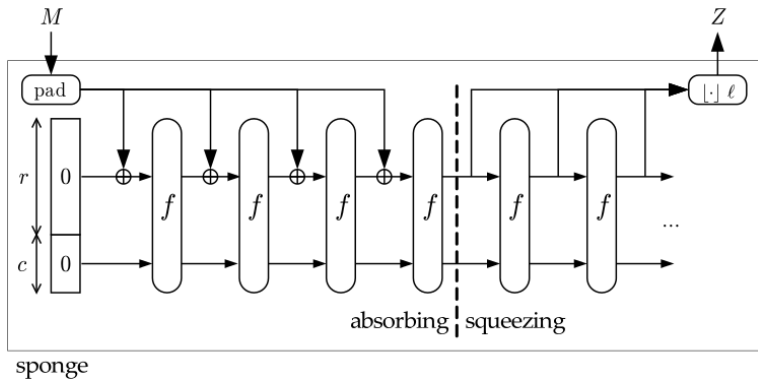 M Z
pad ⌊·⌋ ℓ
r 0 f f f f f f
...
c 0
absorbing squeezing
sponge